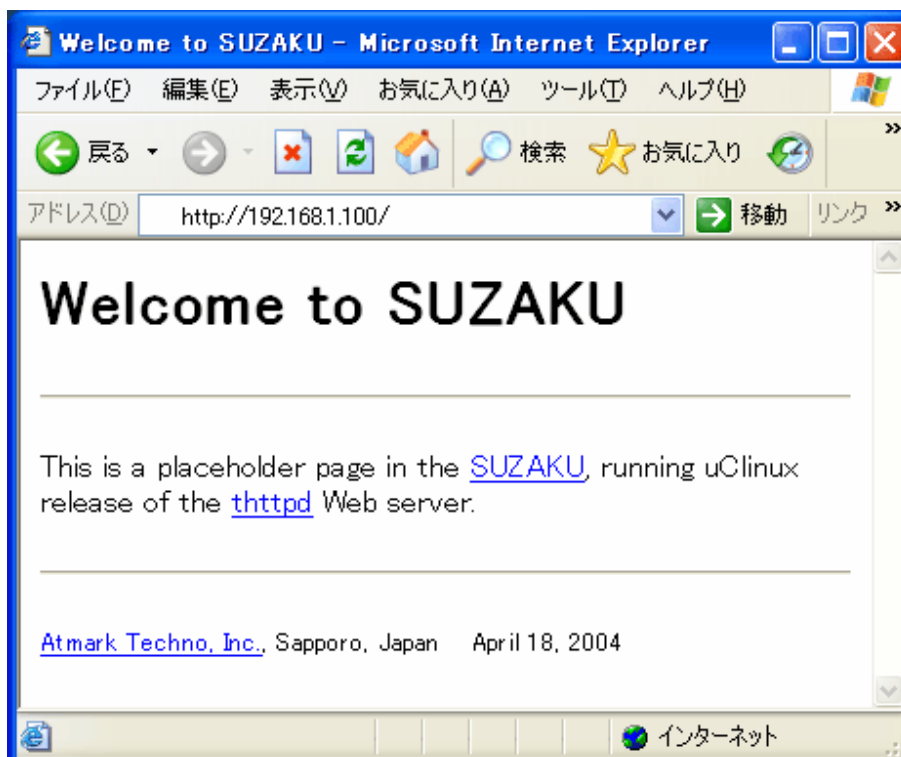 Welcome to SUZAKU - Microsoft Internet Explorer
ファイル(F) 編集(E) 表示(V) お気に入り(A) ツール(T) ヘルプ(H)
戻る 検索 お気に入り »
アドレス(D) http://192.168.1.100/ 移動 リンク »
Welcome to SUZAKU
This is a placeholder page in the SUZAKU, running uClinux
release of the thttpd Web server.
Atmark Techno, Inc., Sapporo, Japan April 18, 2004
インターネット